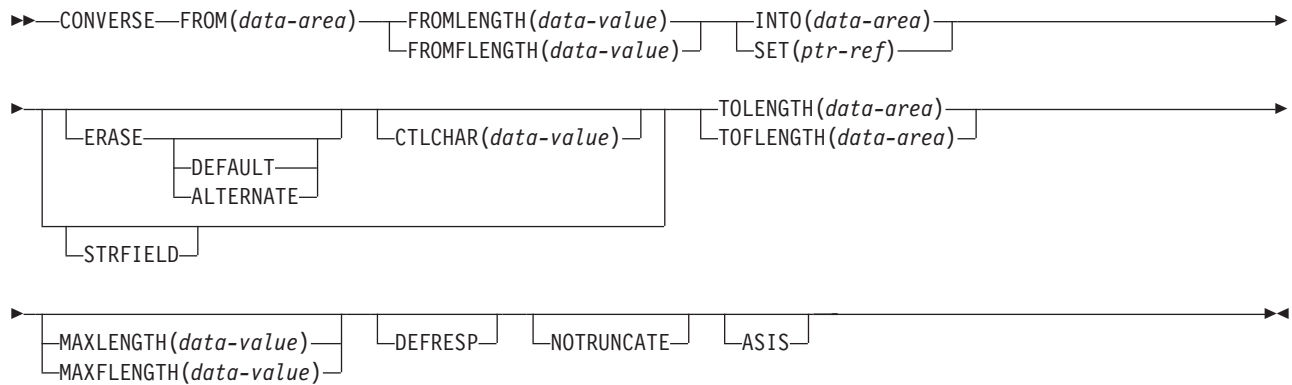 CONVERSE FROM(data-area) FROMLENGTH(data-value) INTO(data-area)
FROMFLENGTH(data-value) SET(ptr-ref)
ERASE CTLCHAR(data-value) TOLENGTH(data-area)
DEFAULT TOFLENGTH(data-area)
ALTERNATE
STRFIELD
MAXLENGTH(data-value) DEFRESP NOTRUNCATE ASIS
MAXFLENGTH(data-value)